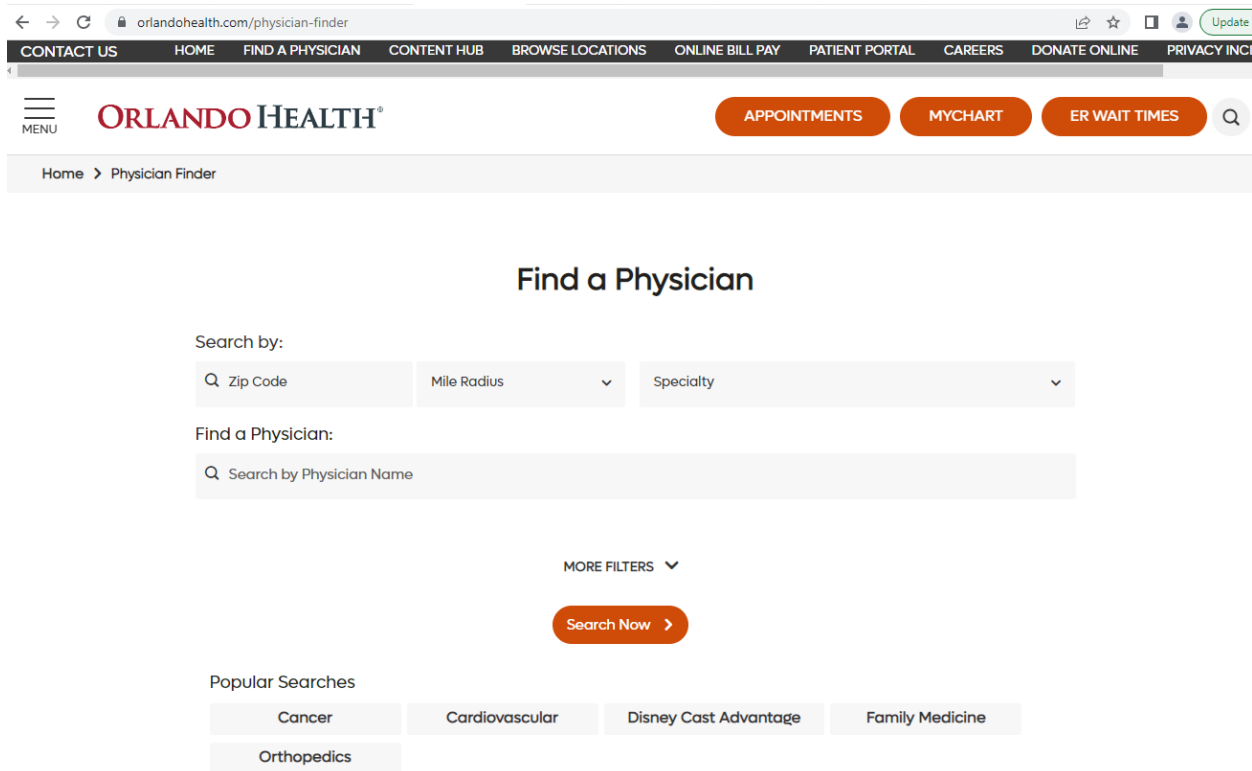 orlandohealth.com/physician-finder
Update
CONTACT US HOME FIND A PHYSICIAN CONTENT HUB BROWSE LOCATIONS ONLINE BILL PAY PATIENT PORTAL CAREERS DONATE ONLINE PRIVACY INCI
MENU ORLANDO HEALTH® APPOINTMENTS MYCHART ER WAIT TIMES
Home > Physician Finder
Find a Physician
Search by:
Zip Code Mile Radius Specialty
Find a Physician:
Search by Physician Name
MORE FILTERS
Search Now
Popular Searches
Cancer Cardiovascular Disney Cast Advantage Family Medicine
Orthopedics